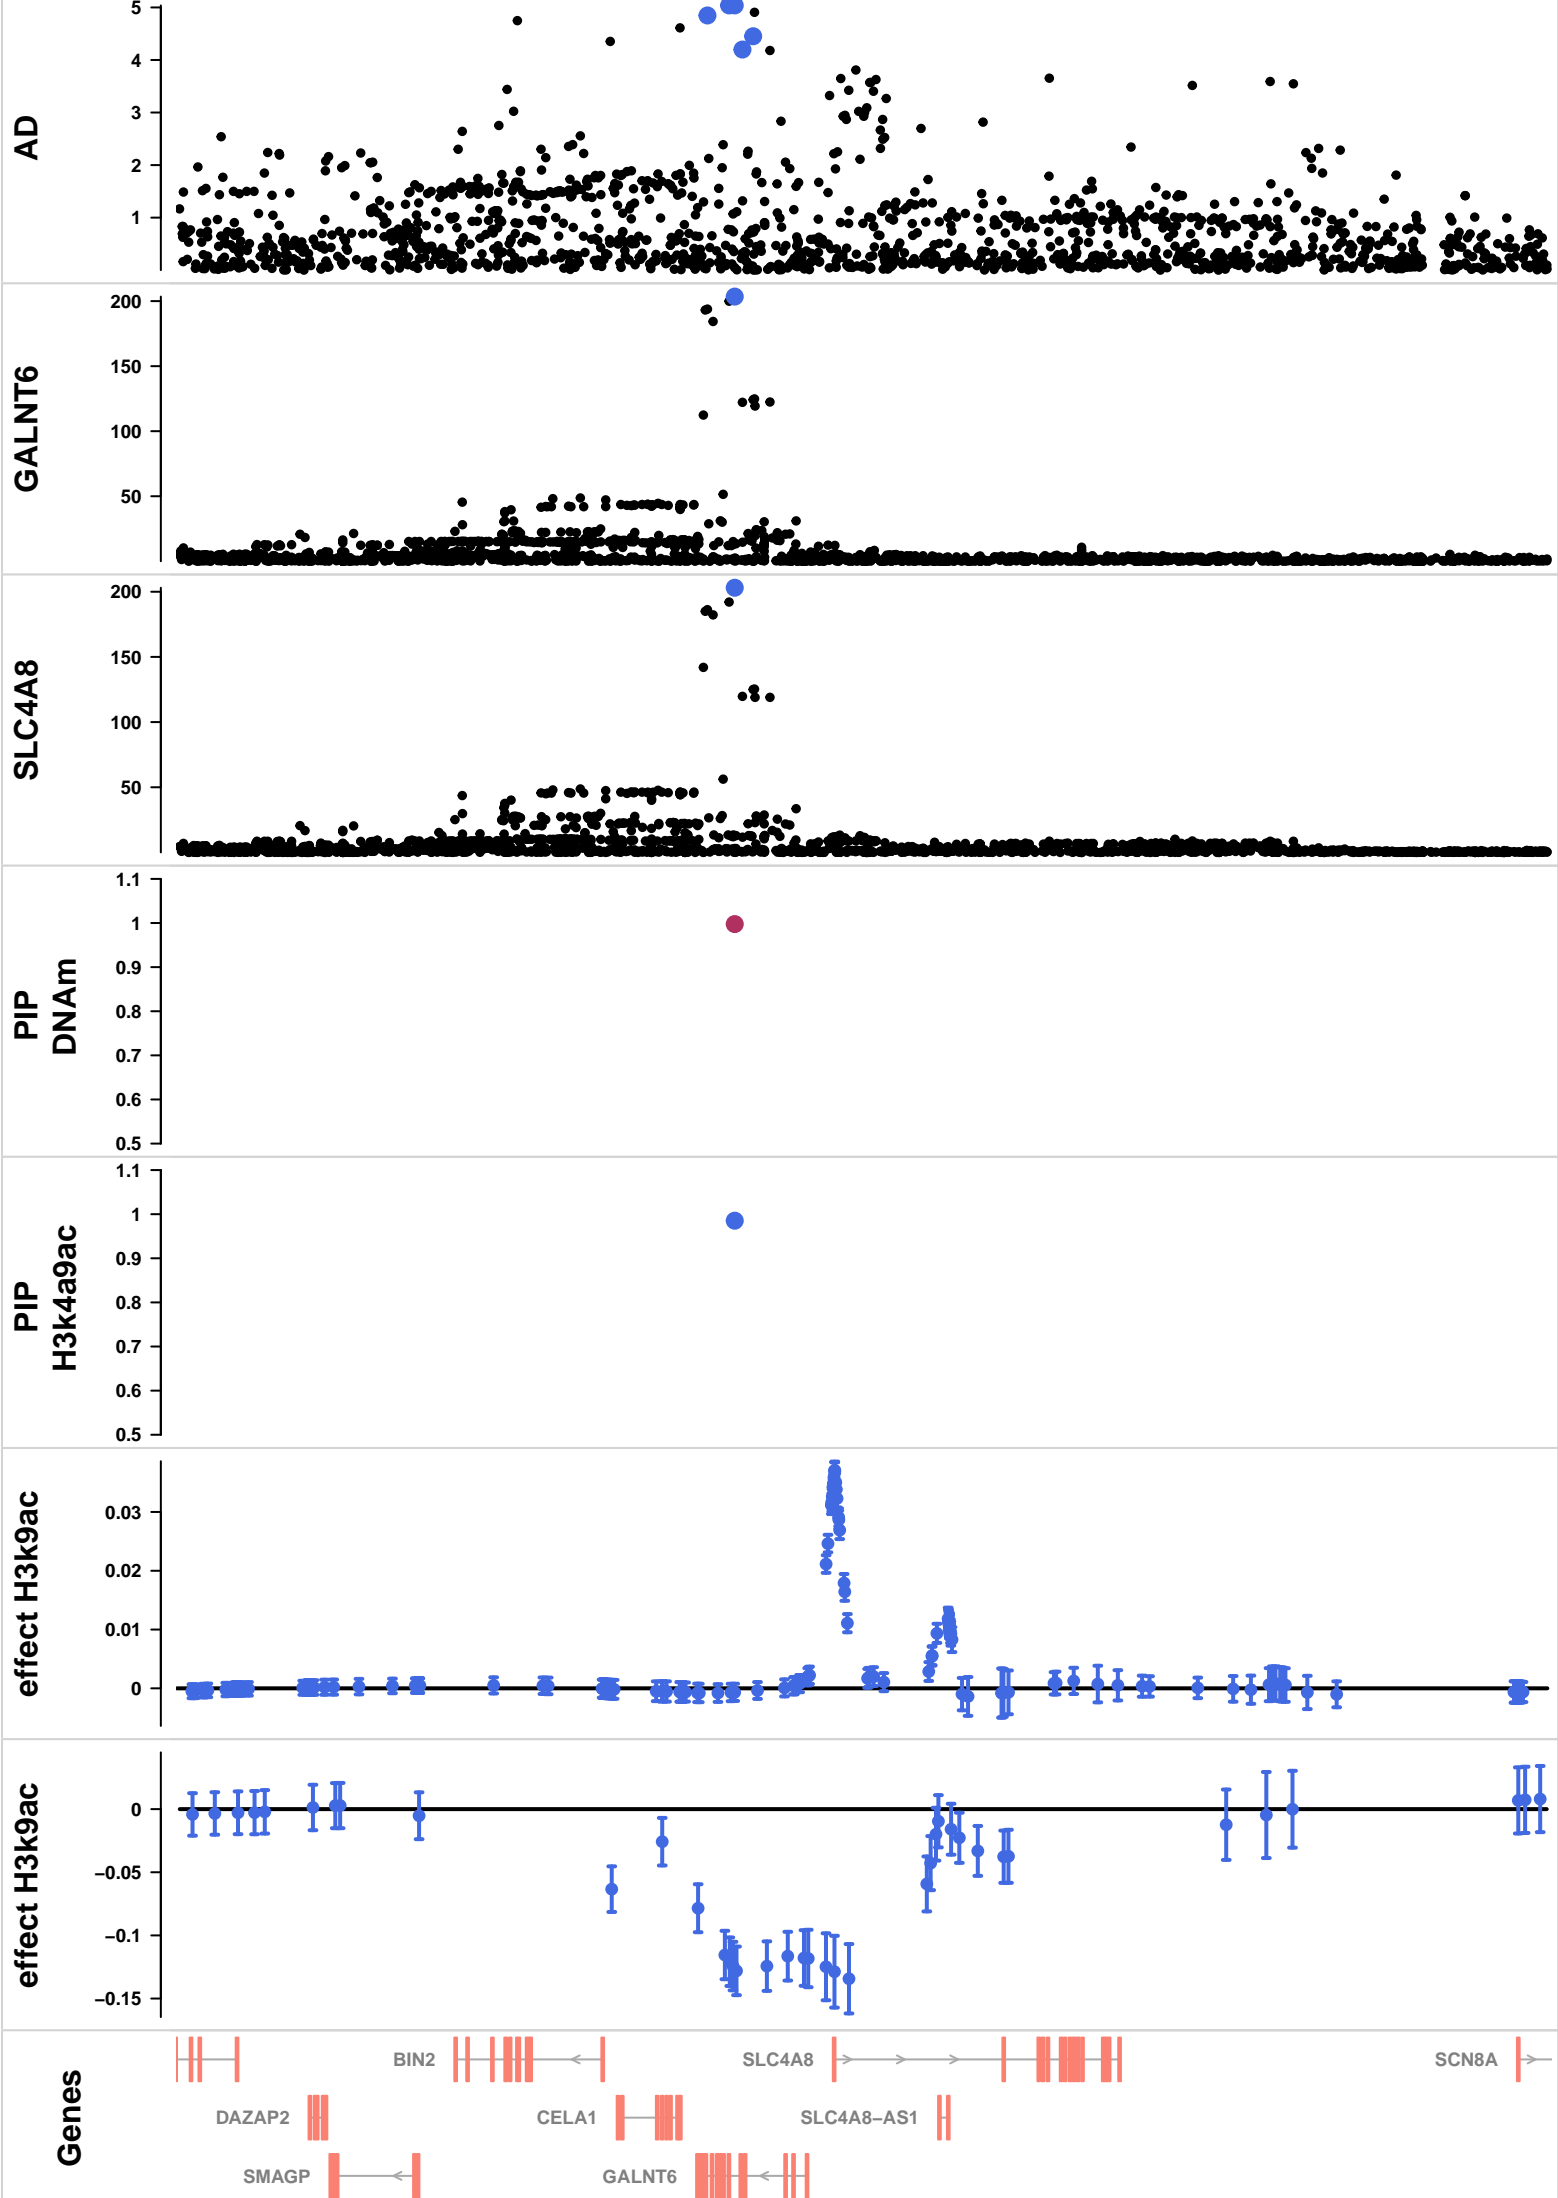 AD
5
4
3
2
1
GALNT6
200
150
100
50
SLC4A8
200
150
100
50
PIP
DNAm
1.1
1
0.9
0.8
0.7
0.6
0.5
PIP
H3k4a9ac
1.1
1
0.9
0.8
0.7
0.6
0.5
effect H3k9ac
0.03
0.02
0.01
0
effect H3k9ac
0
−0.05
−0.1
−0.15
Genes
BIN2
SLC4A8
SCN8A
DAZAP2
CELA1
SLC4A8−AS1
SMAGP
GALNT6